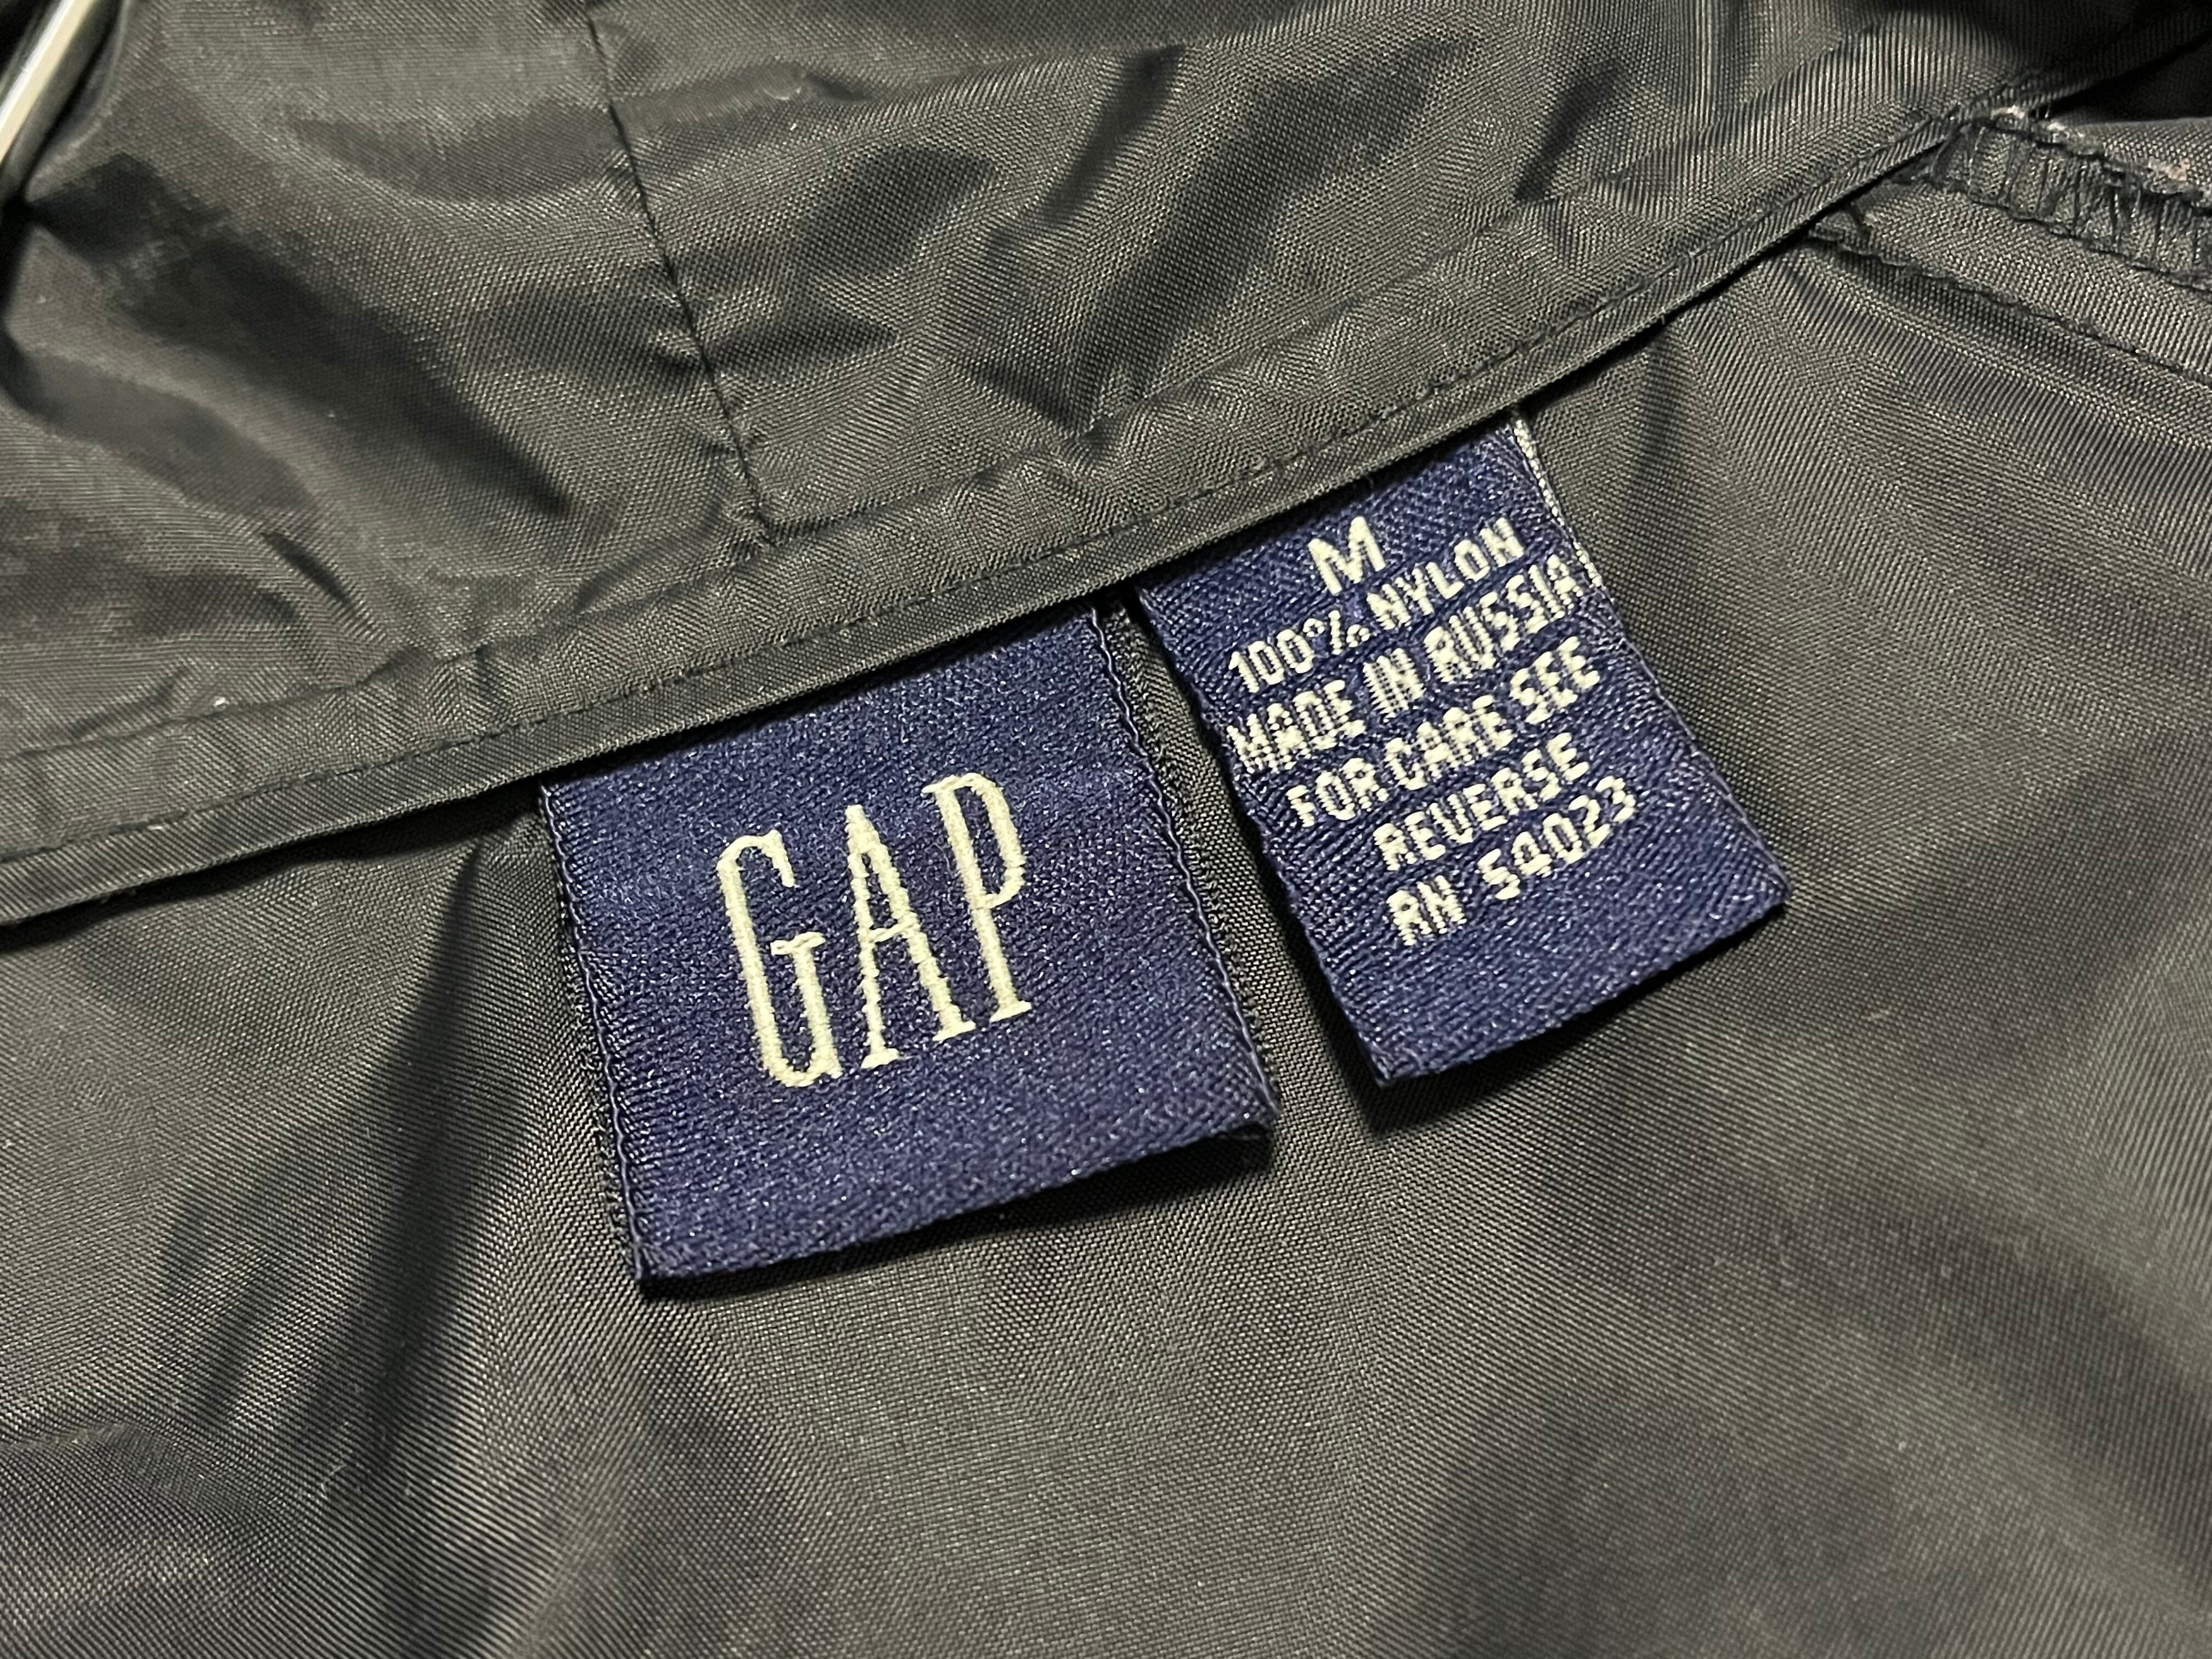 GAP
M
100% NYLON
MADE IN RUSSIA
FOR CARE SEE
REVERSE
RN 54023